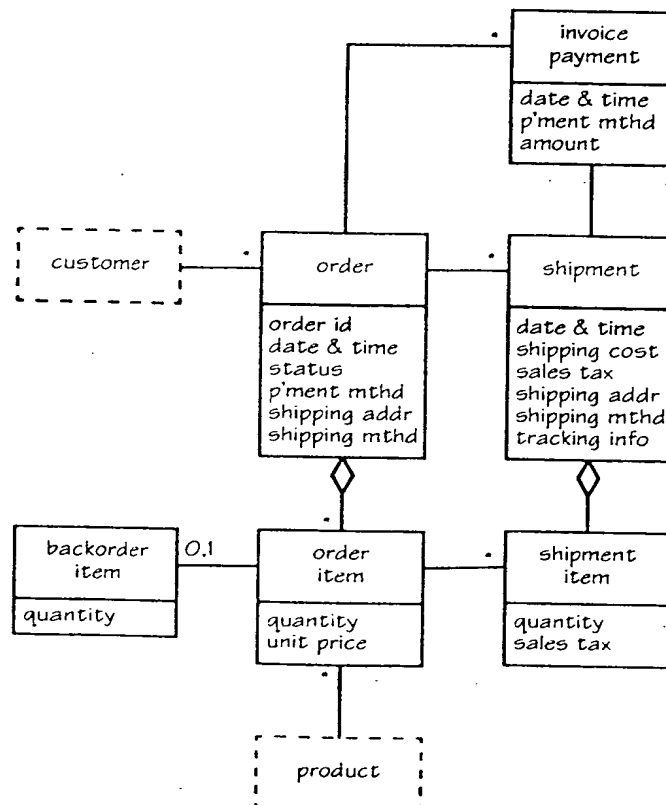 invoice
payment
date & time
p'ment mthd
amount
customer
order
order id
date & time
status
p'ment mthd
shipping addr
shipping mthd
shipment
date & time
shipping cost
sales tax
shipping addr
shipping mthd
tracking info
backorder
item
quantity
0.1
order
item
quantity
unit price
shipment
item
quantity
sales tax
product